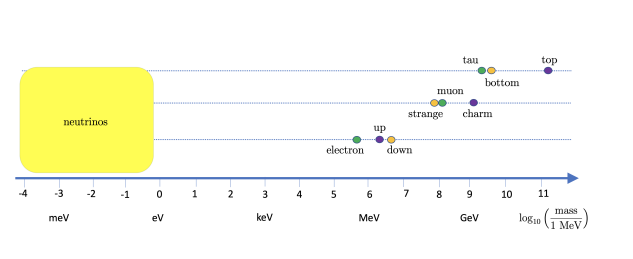 tau
top
bottom
muon
strange
charm
neutrinos
up
electron
down
-4 -3 -2 -1 0 1 2 3 4 5 6 7 8 9 10 11
meV eV keV MeV GeV log₁₀ (mass / 1 MeV)